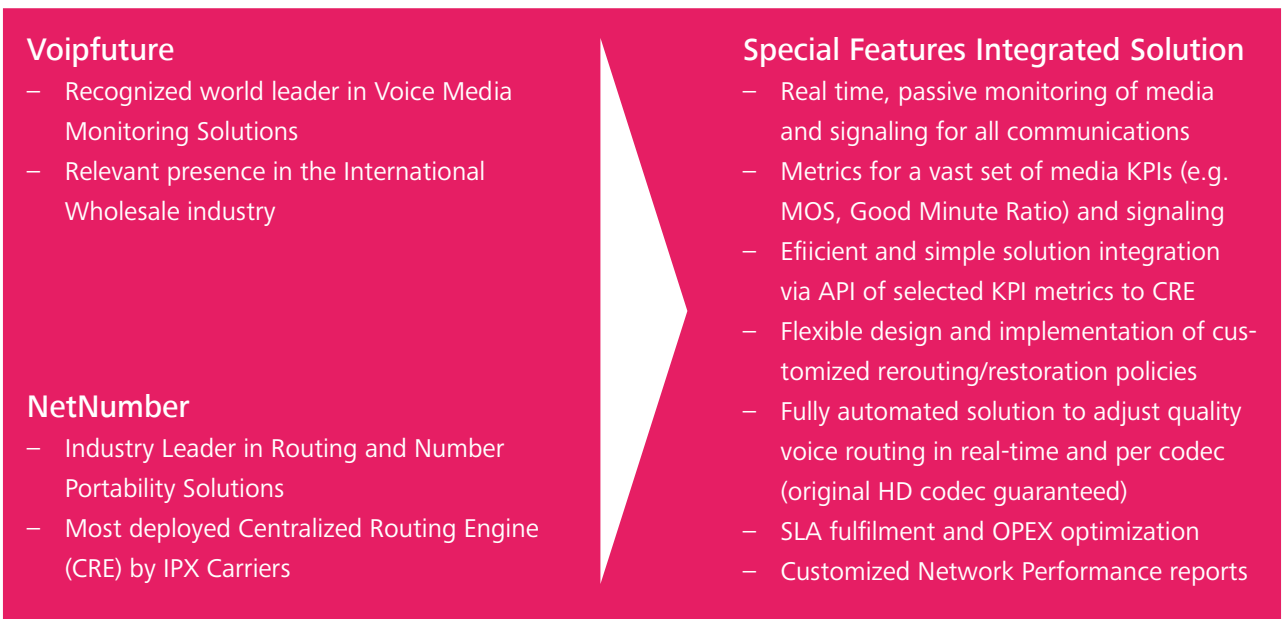 Voipfuture
– Recognized world leader in Voice Media
Monitoring Solutions
– Relevant presence in the International
Wholesale industry
NetNumber
– Industry Leader in Routing and Number
Portability Solutions
– Most deployed Centralized Routing Engine
(CRE) by IPX Carriers
Special Features Integrated Solution
– Real time, passive monitoring of media
and signaling for all communications
– Metrics for a vast set of media KPIs (e.g.
MOS, Good Minute Ratio) and signaling
– Efiicient and simple solution integration
via API of selected KPI metrics to CRE
– Flexible design and implementation of cus-
tomized rerouting/restoration policies
– Fully automated solution to adjust quality
voice routing in real-time and per codec
(original HD codec guaranteed)
– SLA fulfilment and OPEX optimization
– Customized Network Performance reports